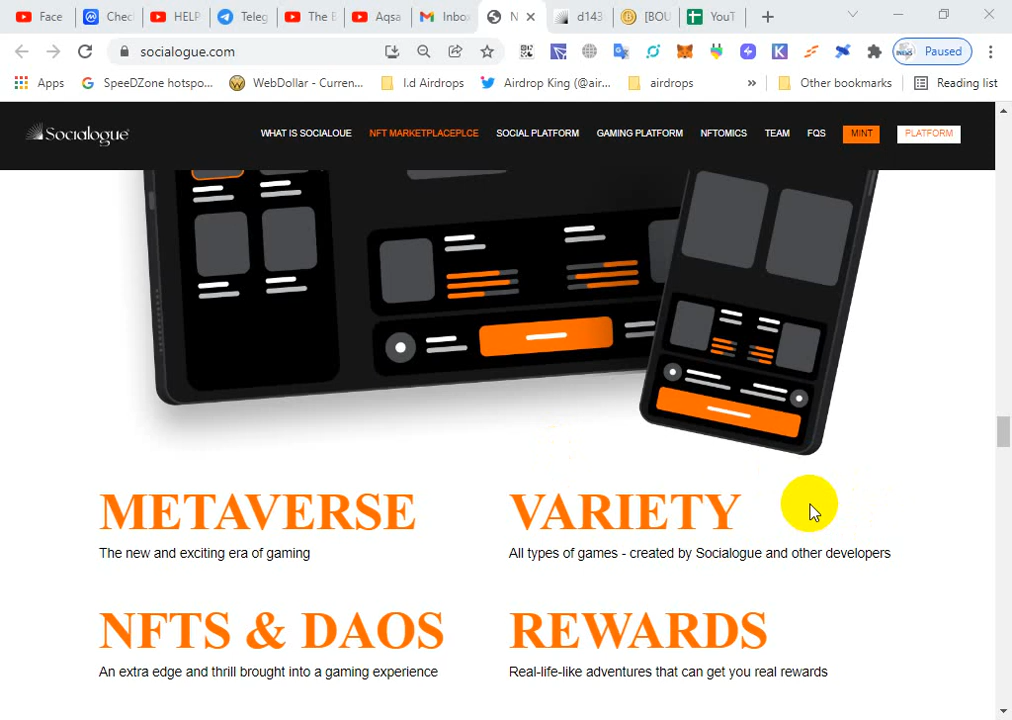 Face
Chec
HELP
Teleg
The E
Aqsa
Inbo
N
d143
[BOU
YouT
socialogue.com
Paused
Apps
SpeeDZone hotspo...
WebDollar - Curren...
I.d Airdrops
Airdrop King (@air...
airdrops
»
Other bookmarks
Reading list
Socialogue
WHAT IS SOCIALOUE
NFT MARKETPLACEPLCE
SOCIAL PLATFORM
GAMING PLATFORM
NFTOMICS
TEAM
FQS
MINT
PLATFORM
METAVERSE
The new and exciting era of gaming
VARIETY
All types of games - created by Socialogue and other developers
NFTS & DAOS
An extra edge and thrill brought into a gaming experience
REWARDS
Real-life-like adventures that can get you real rewards